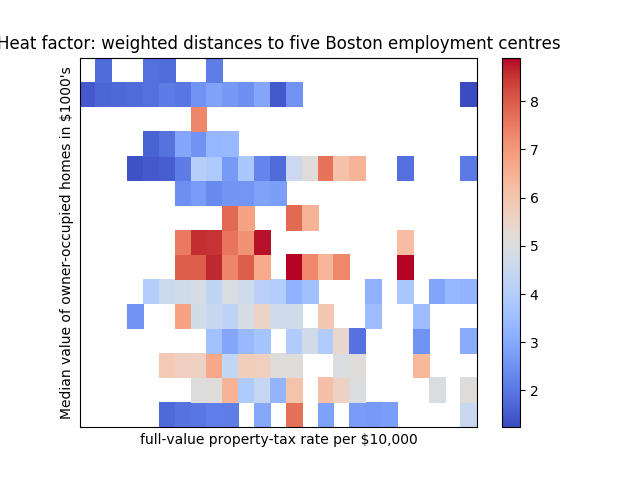 Heat factor: weighted distances to five Boston employment centres
Median value of owner-occupied homes in $1000's
8
7
6
5
4
3
2
full-value property-tax rate per $10,000